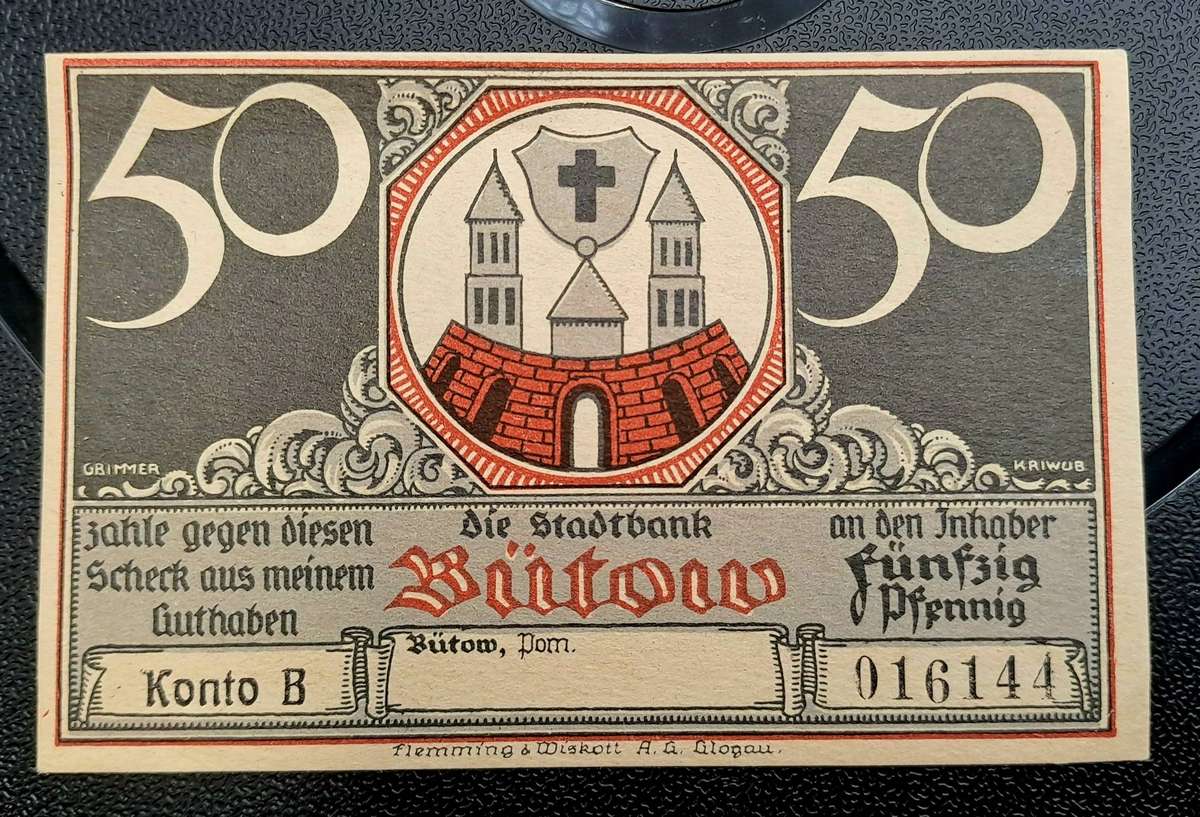 50
50
GRIMMER
KRIWUB
zahle gegen diesen
Scheck aus meinem
Guthaben
die Stadtbank
Bütow
an den Inhaber
Fünfzig
Pfennig
Konto B
Bütow, Pom.
016144
Flemming & Wiskott A. G. Glogau.